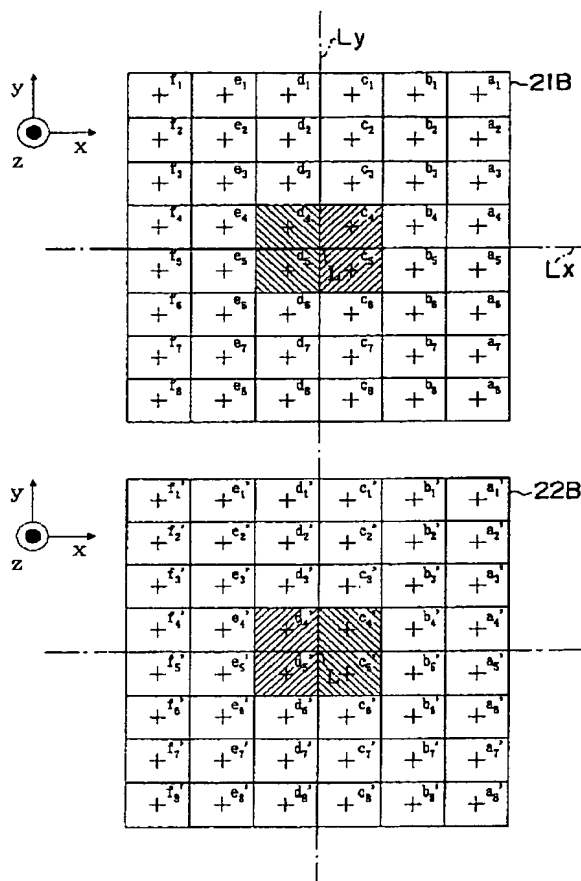 Ly
f₁ e₁ d₁ c₁ b₁ a₁ 21B
y
f₂ e₂ d₂ c₂ b₂ a₂
z x
f₃ e₃ d₃ c₃ b₃ a₃
f₄ e₄ d₄ c₄ b₄ a₄
f₅ e₅ d₅ L c₅ b₅ a₅ Lx
f₆ e₆ d₆ c₆ b₆ a₆
f₇ e₇ d₇ c₇ b₇ a₇
f₈ e₈ d₈ c₈ b₈ a₈
f₁' e₁' d₁' c₁' b₁' a₁' 22B
y
f₂' e₂' d₂' c₂' b₂' a₂'
z x
f₃' e₃' d₃' c₃' b₃' a₃'
f₄' e₄' d₄' c₄' b₄' a₄'
f₅' e₅' d₅' L c₅' b₅' a₅'
f₆' e₆' d₆' c₆' b₆' a₆'
f₇' e₇' d₇' c₇' b₇' a₇'
f₈' e₈' d₈' c₈' b₈' a₈'